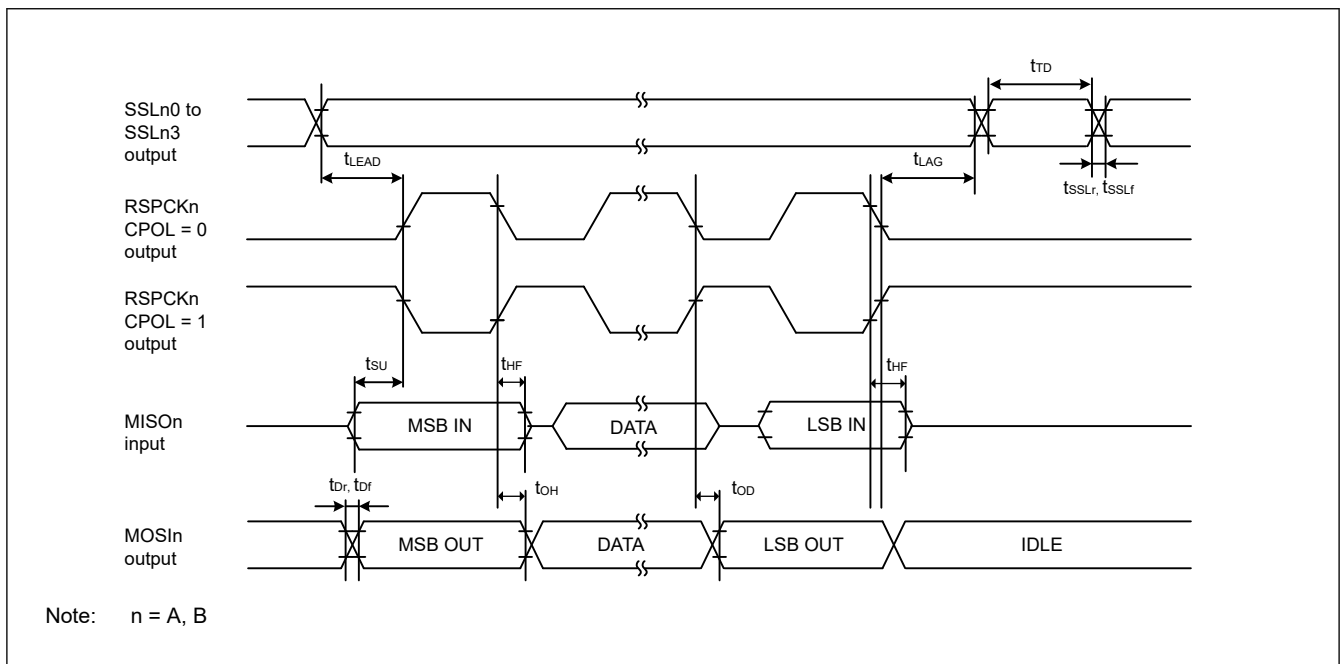 tTD
SSLn0 to
SSLn3
output
tLEAD
tLAG
tSSLr, tSSLf
RSPCKn
CPOL = 0
output
RSPCKn
CPOL = 1
output
tSU
tHF
tHF
MISOn
input
MSB IN
DATA
LSB IN
tDr, tDf
tOH
tOD
MOSIn
output
MSB OUT
DATA
LSB OUT
IDLE
Note: n = A, B